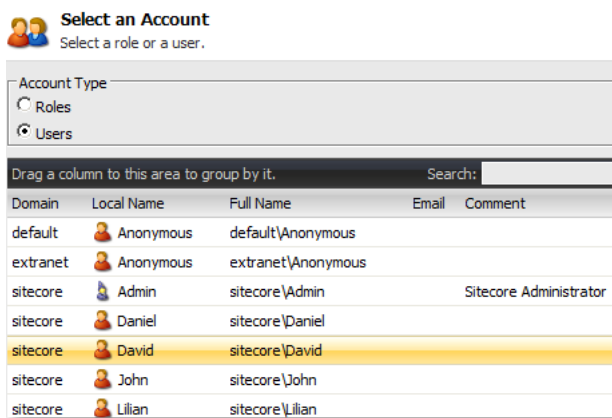 Select an Account
Select a role or a user.
Account Type
Roles
Users
Drag a column to this area to group by it. Search:
Domain Local Name Full Name Email Comment
default Anonymous default\Anonymous
extranet Anonymous extranet\Anonymous
sitecore Admin sitecore\Admin Sitecore Administrator
sitecore Daniel sitecore\Daniel
sitecore David sitecore\David
sitecore John sitecore\John
sitecore Lilian sitecore\Lilian